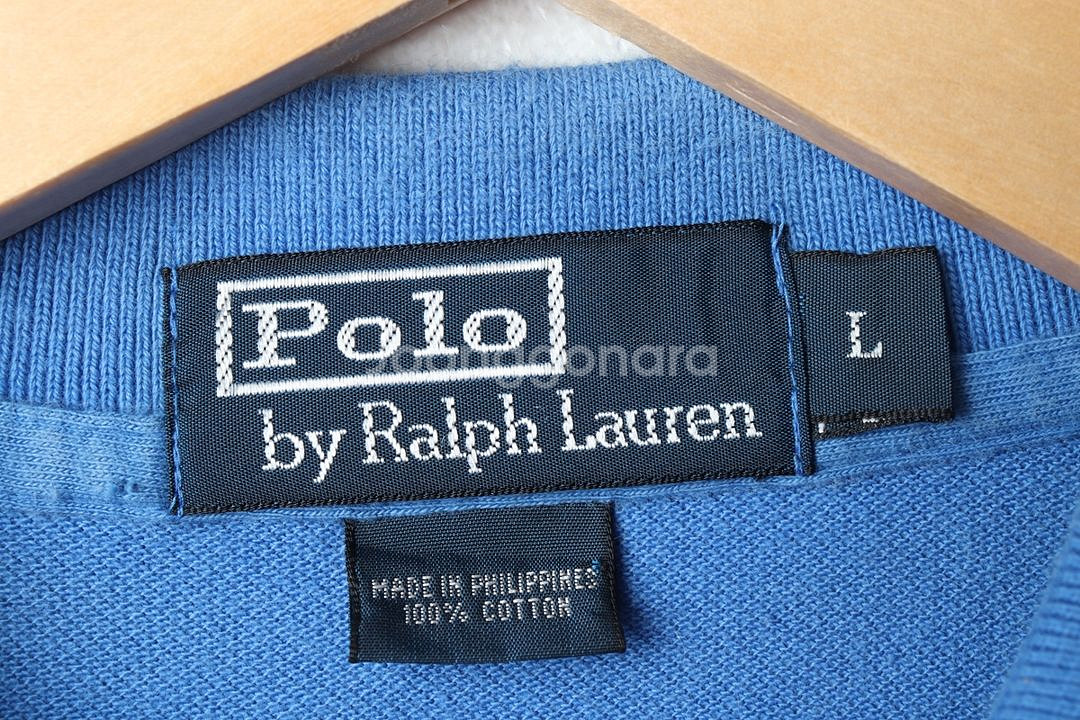 Polo
by Ralph Lauren
L
MADE IN PHILIPPINES
100% COTTON